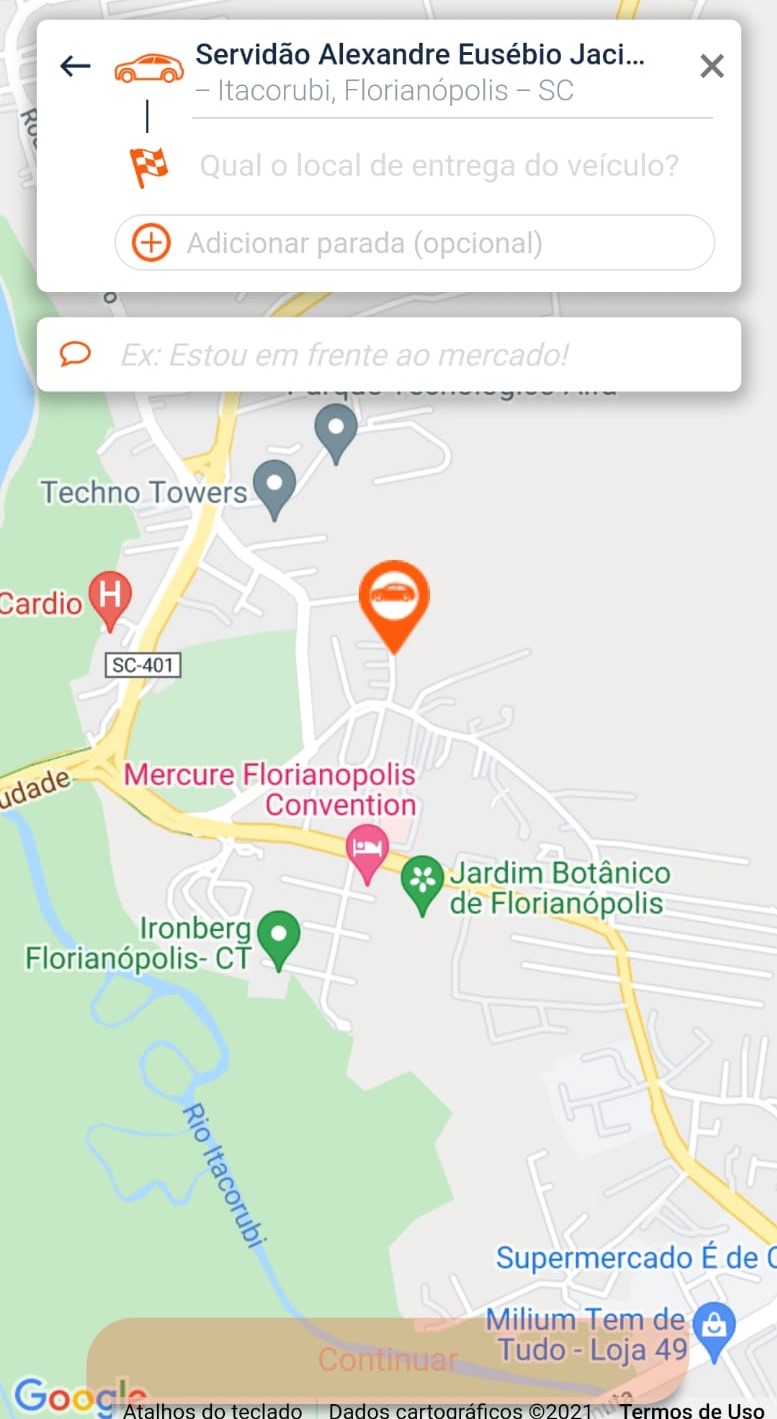 Servidão Alexandre Eusébio Jaci...
– Itacorubi, Florianópolis – SC
Qual o local de entrega do veículo?
Adicionar parada (opcional)
Ex: Estou em frente ao mercado!
Parque Tecnológico Alfa
Techno Towers
Cardio
H
SC-401
udade
Mercure Florianopolis
Convention
Jardim Botânico
de Florianópolis
Ironberg
Florianópolis- CT
Rio Itacorubi
Supermercado É de C
Milium Tem de
Tudo - Loja 49
Continuar
Google
Atalhos do teclado
Dados cartográficos ©2021
Termos de Uso